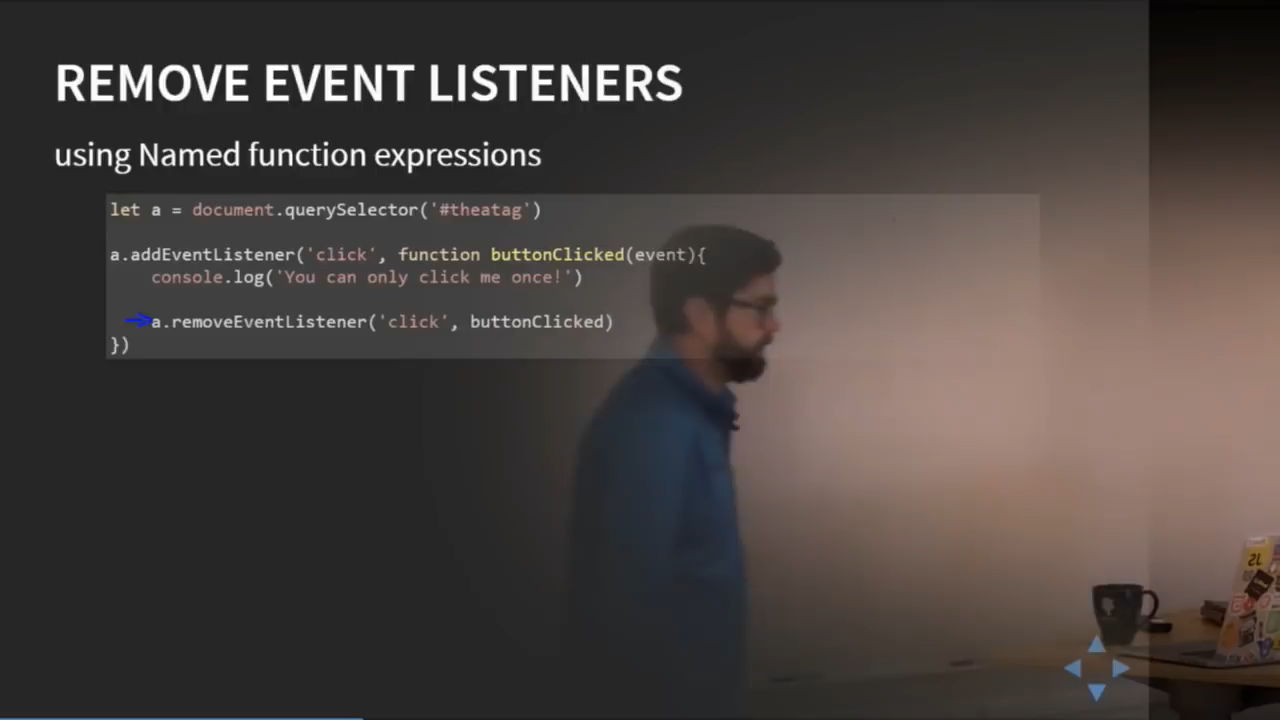 REMOVE EVENT LISTENERS
using Named function expressions
let a = document.querySelector('#theatag')
a.addEventListener('click', function buttonClicked(event){
console.log('You can only click me once!')
a.removeEventListener('click', buttonClicked)
})